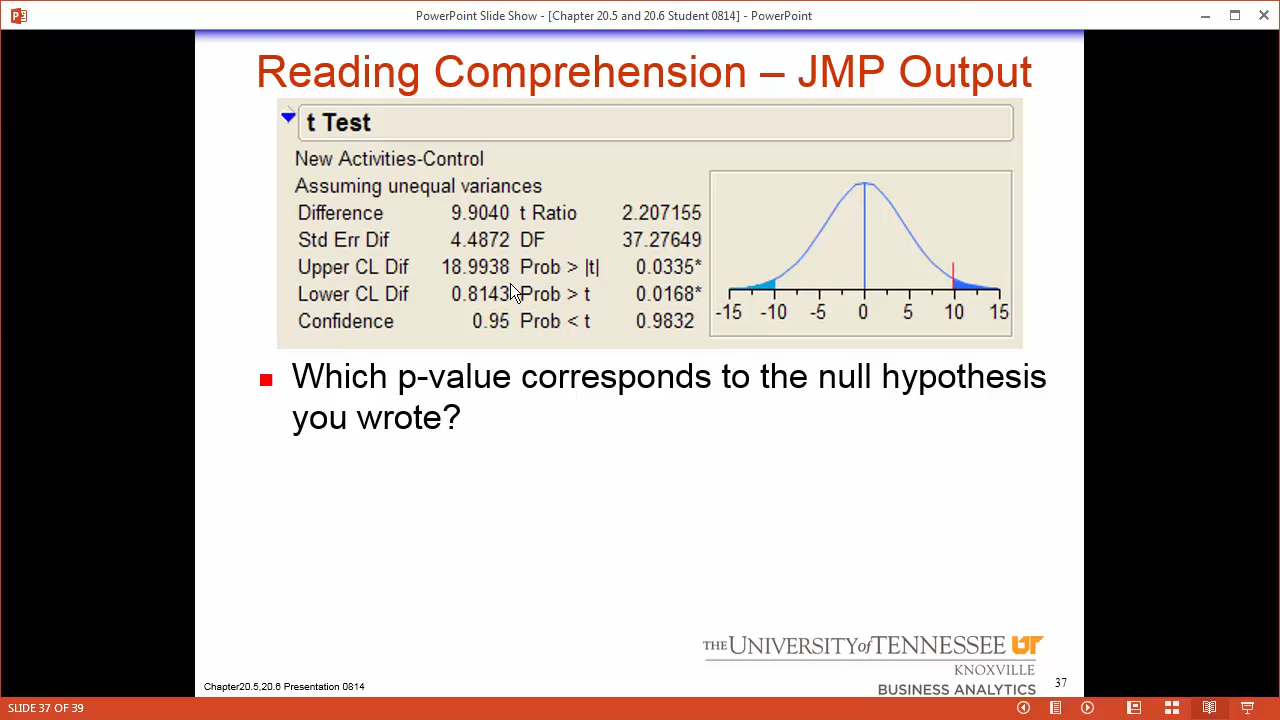 PowerPoint Slide Show - [Chapter 20.5 and 20.6 Student 0814] - PowerPoint
Reading Comprehension – JMP Output
t Test
New Activities-Control
Assuming unequal variances
Difference 9.9040 t Ratio 2.207155
Std Err Dif 4.4872 DF 37.27649
Upper CL Dif 18.9938 Prob > |t| 0.0335*
Lower CL Dif 0.8143 Prob > t 0.0168*
Confidence 0.95 Prob < t 0.9832
-15 -10 -5 0 5 10 15
Which p-value corresponds to the null hypothesis
you wrote?
THE UNIVERSITY of TENNESSEE UT
KNOXVILLE
BUSINESS ANALYTICS
Chapter20.5,20.6 Presentation 0814
37
SLIDE 37 OF 39